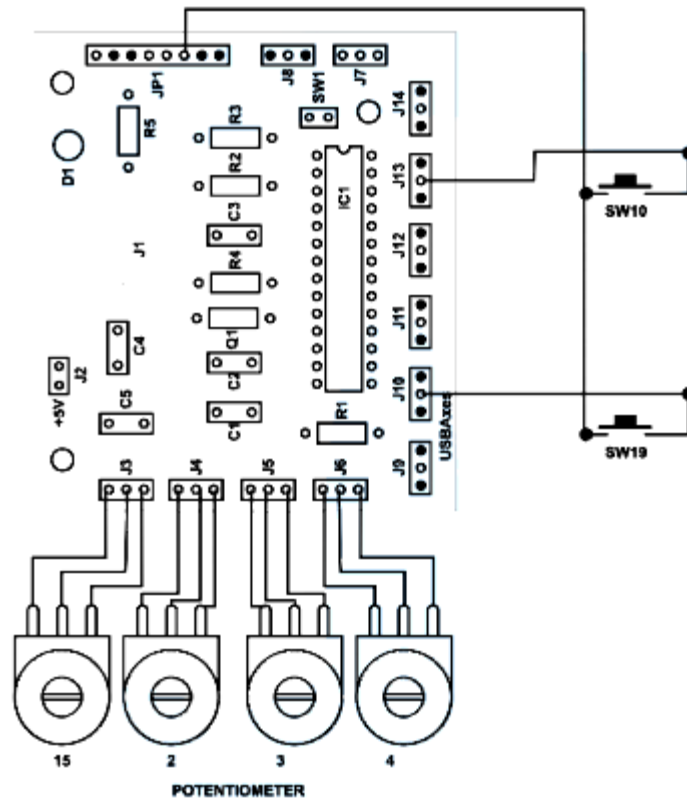 JP1
J8
J7
SW1
J14
R5
R3
D1
R2
J13
IC1
SW10
C3
J12
J1
R4
J11
Q1
C4
J2
C2
J10
+5V
C5
C1
R1
USBAxes
SW19
J3
J4
J5
J6
J9
15
2
3
4
POTENTIOMETER